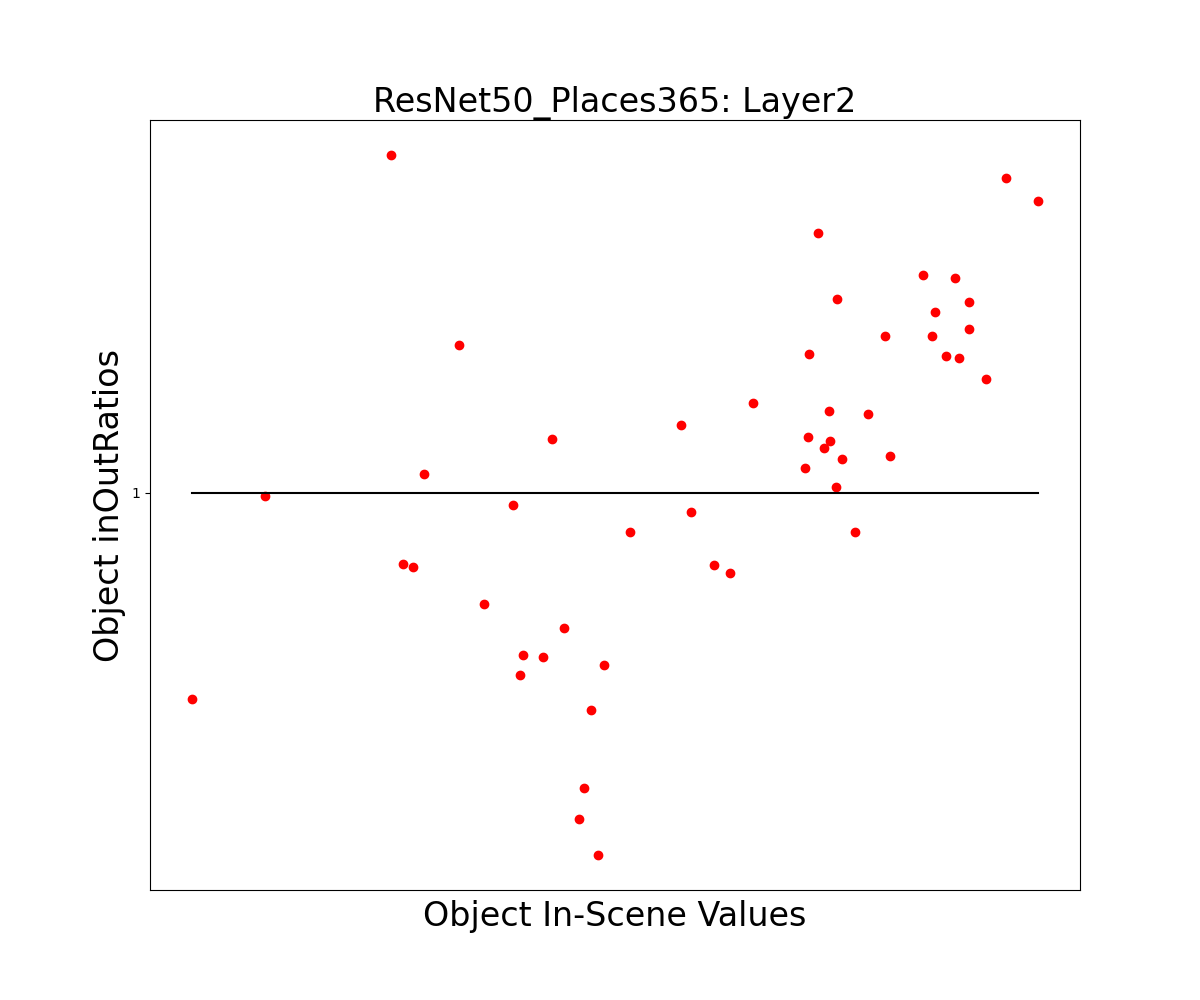 ResNet50_Places365: Layer2
Object inOutRatios
1
Object In-Scene Values